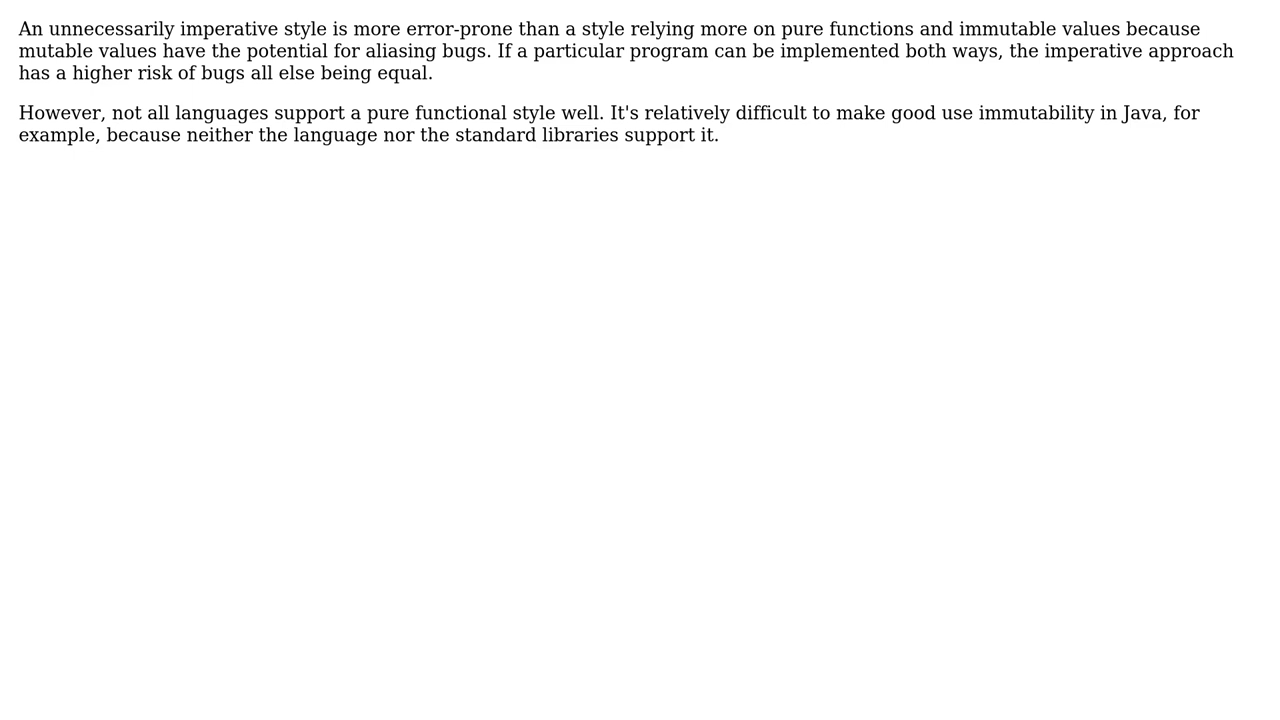 An unnecessarily imperative style is more error-prone than a style relying more on pure functions and immutable values because
mutable values have the potential for aliasing bugs. If a particular program can be implemented both ways, the imperative approach
has a higher risk of bugs all else being equal.
However, not all languages support a pure functional style well. It's relatively difficult to make good use immutability in Java, for
example, because neither the language nor the standard libraries support it.